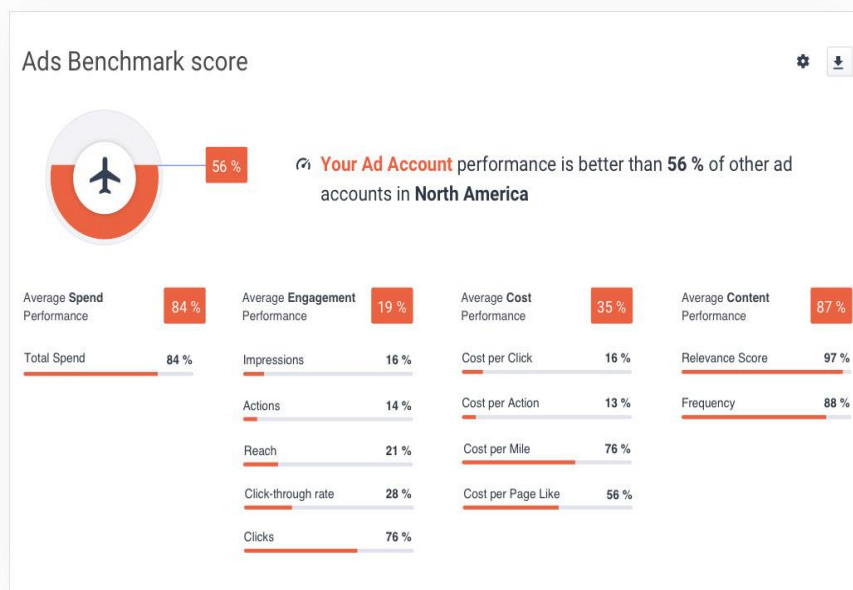 Ads Benchmark score
56 %
Your Ad Account performance is better than 56 % of other ad
accounts in North America
Average Spend
Performance
84 %
Total Spend
84 %
Average Engagement
Performance
19 %
Impressions
16 %
Actions
14 %
Reach
21 %
Click-through rate
28 %
Clicks
76 %
Average Cost
Performance
35 %
Cost per Click
16 %
Cost per Action
13 %
Cost per Mile
76 %
Cost per Page Like
56 %
Average Content
Performance
87 %
Relevance Score
97 %
Frequency
88 %